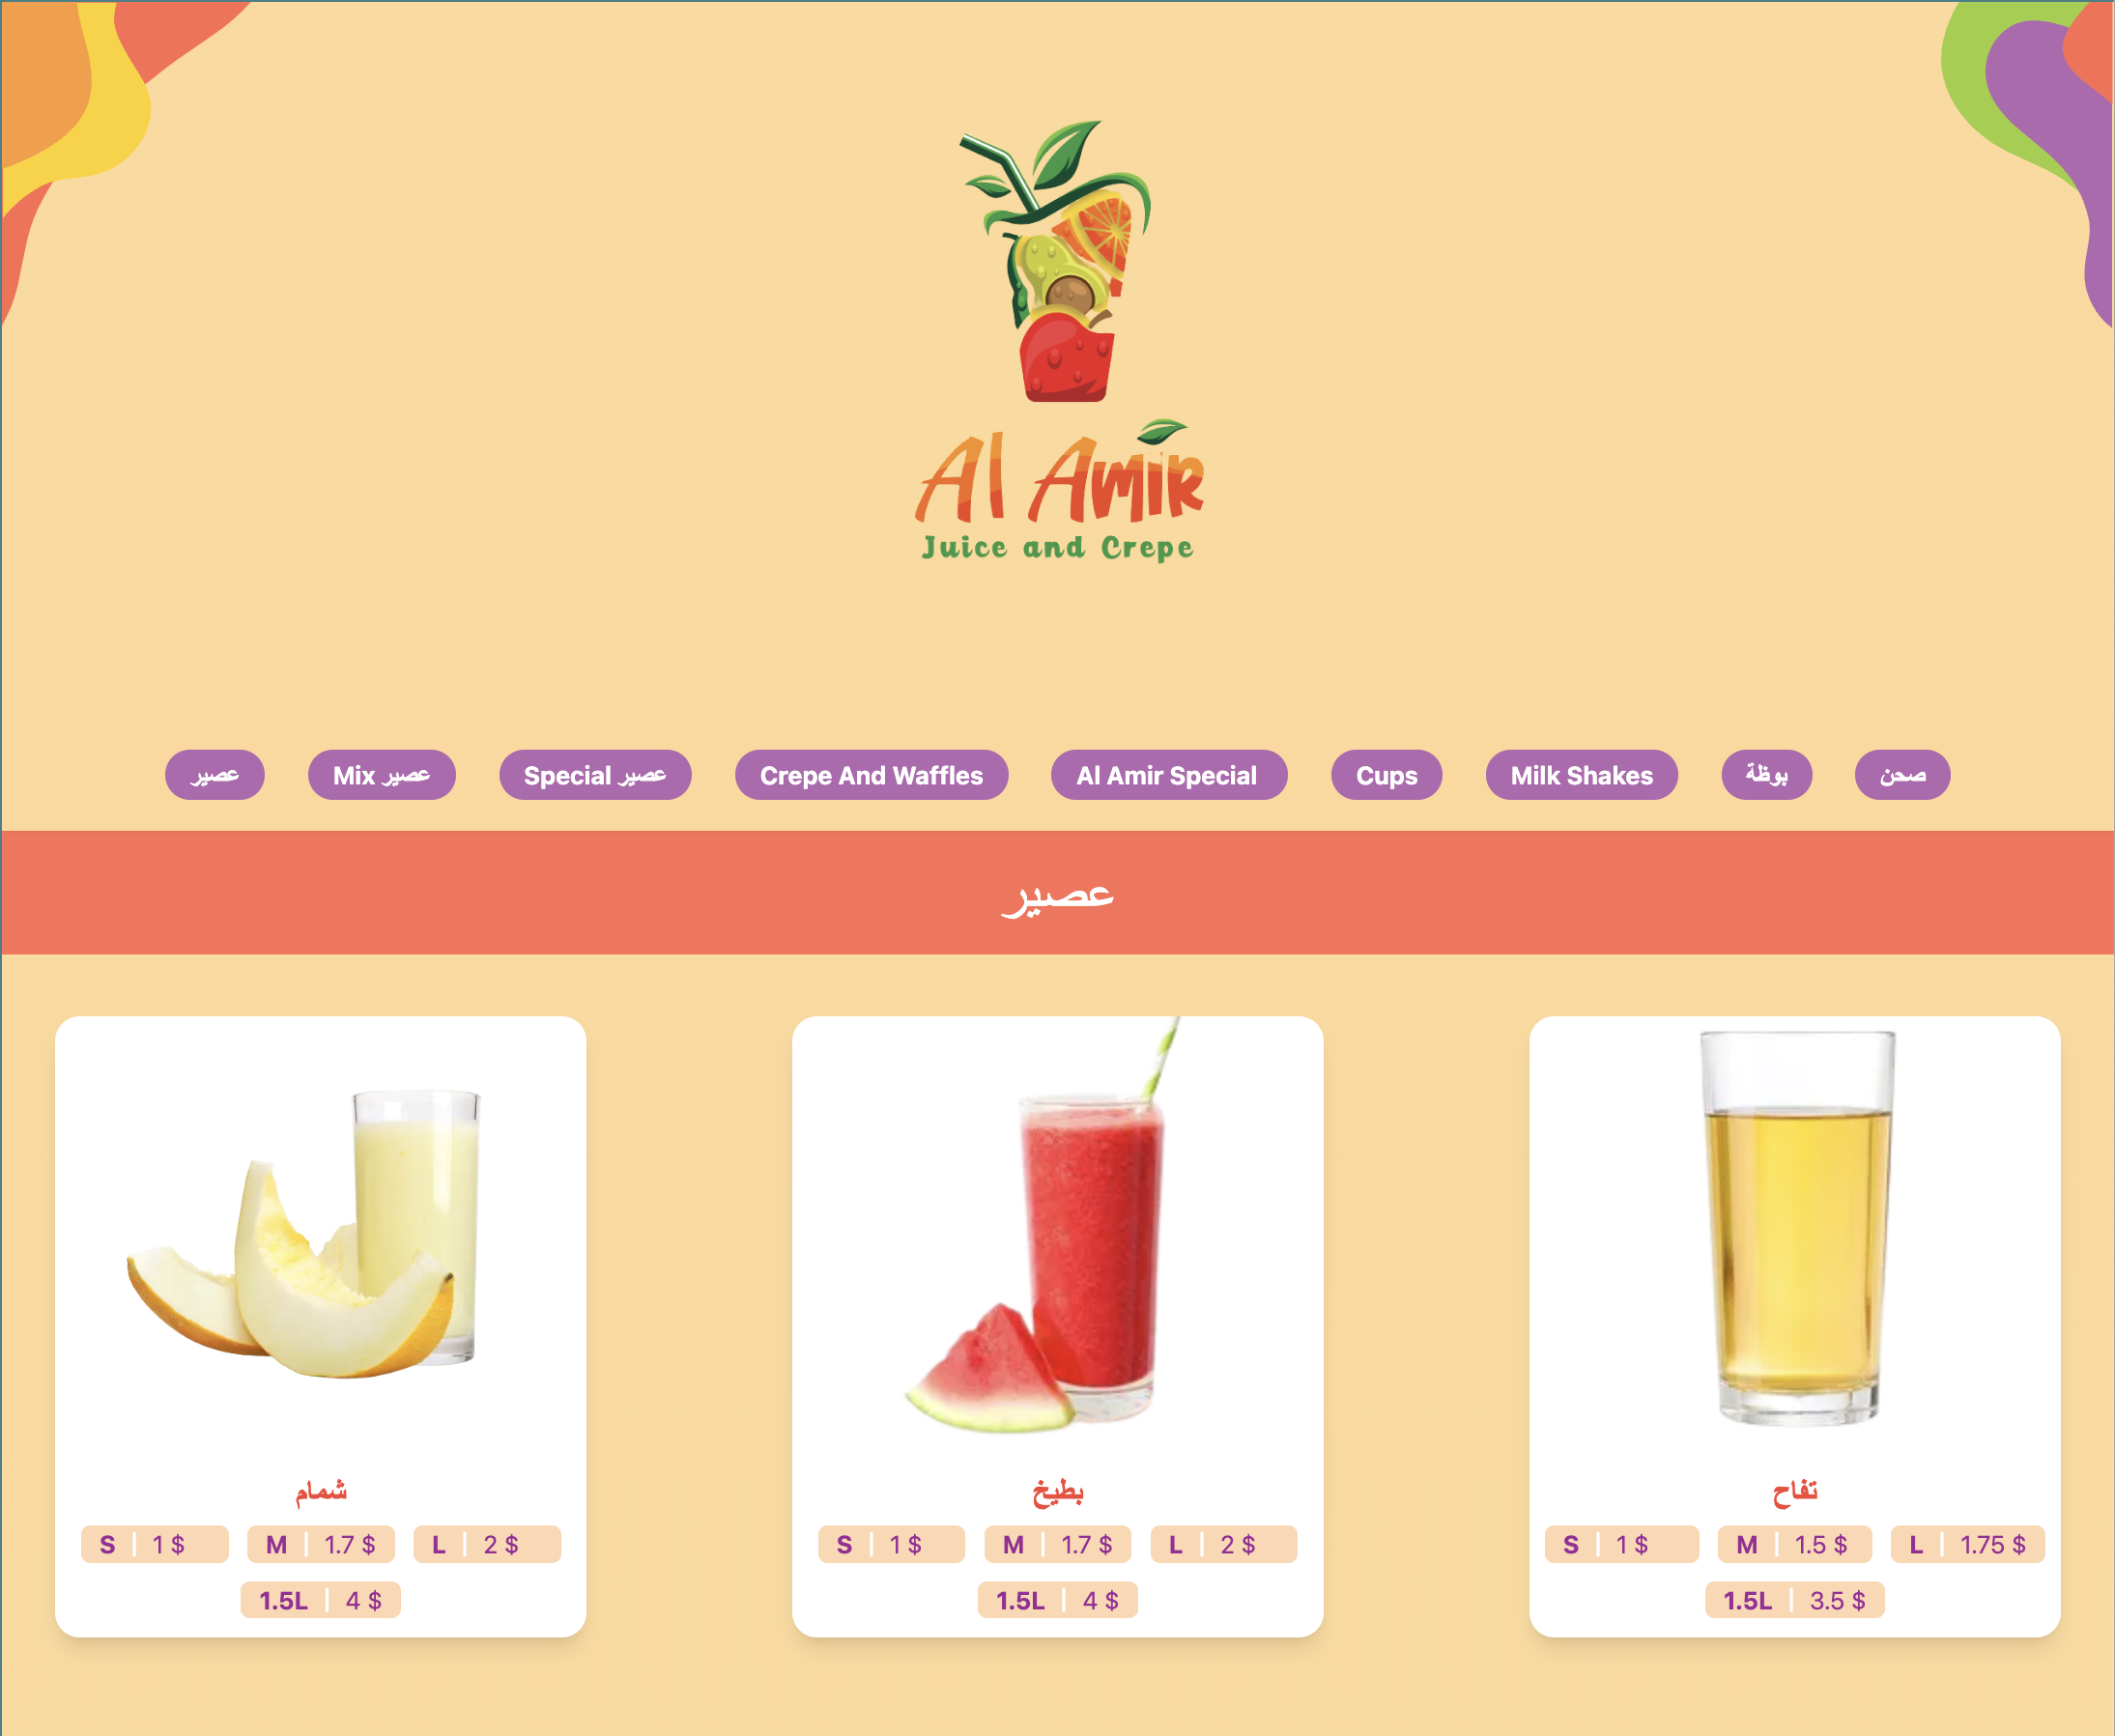 Al Amir
Juice and Crepe
عصير
Mix عصير
Special عصير
Crepe And Waffles
Al Amir Special
Cups
Milk Shakes
بوظة
صحن
عصير
شمام
S 1 $
M 1.7 $
L 2 $
1.5L 4 $
بطيخ
S 1 $
M 1.7 $
L 2 $
1.5L 4 $
تفاح
S 1 $
M 1.5 $
L 1.75 $
1.5L 3.5 $